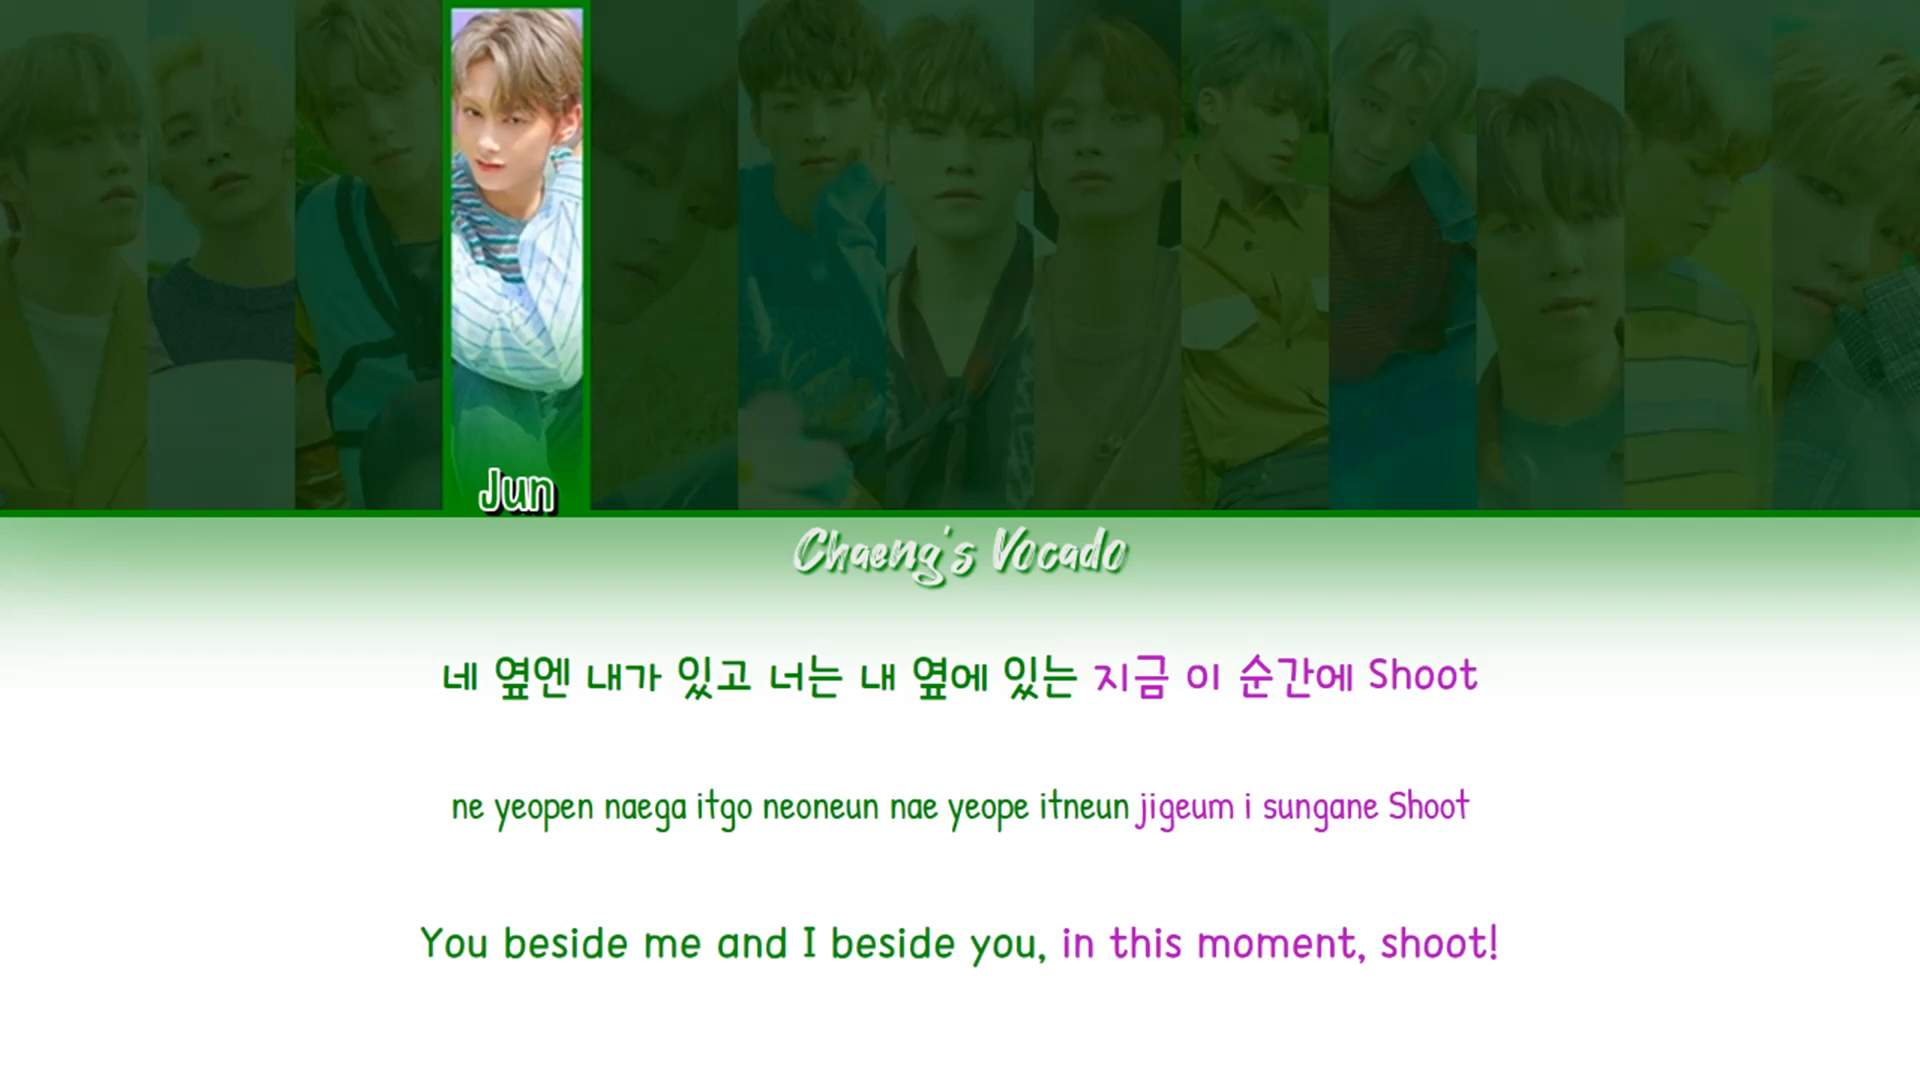 Jun
Chaeng's Vocado
네 옆엔 내가 있고 너는 내 옆에 있는 지금 이 순간에 Shoot
ne yeopen naega itgo neoneun nae yeope itneun jigeum i sungane Shoot
You beside me and I beside you, in this moment, shoot!